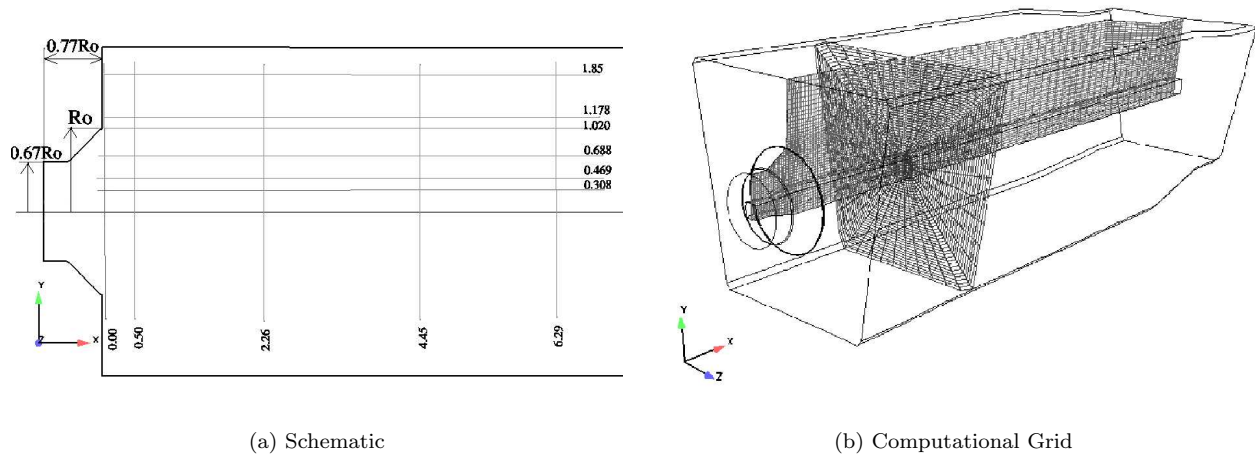 0.77Ro
1.85
1.178
Ro
1.020
0.67Ro
0.688
0.469
0.308
Y
Z
X
0.00
0.50
2.26
4.45
6.29
Y
X
Z
(a) Schematic
(b) Computational Grid